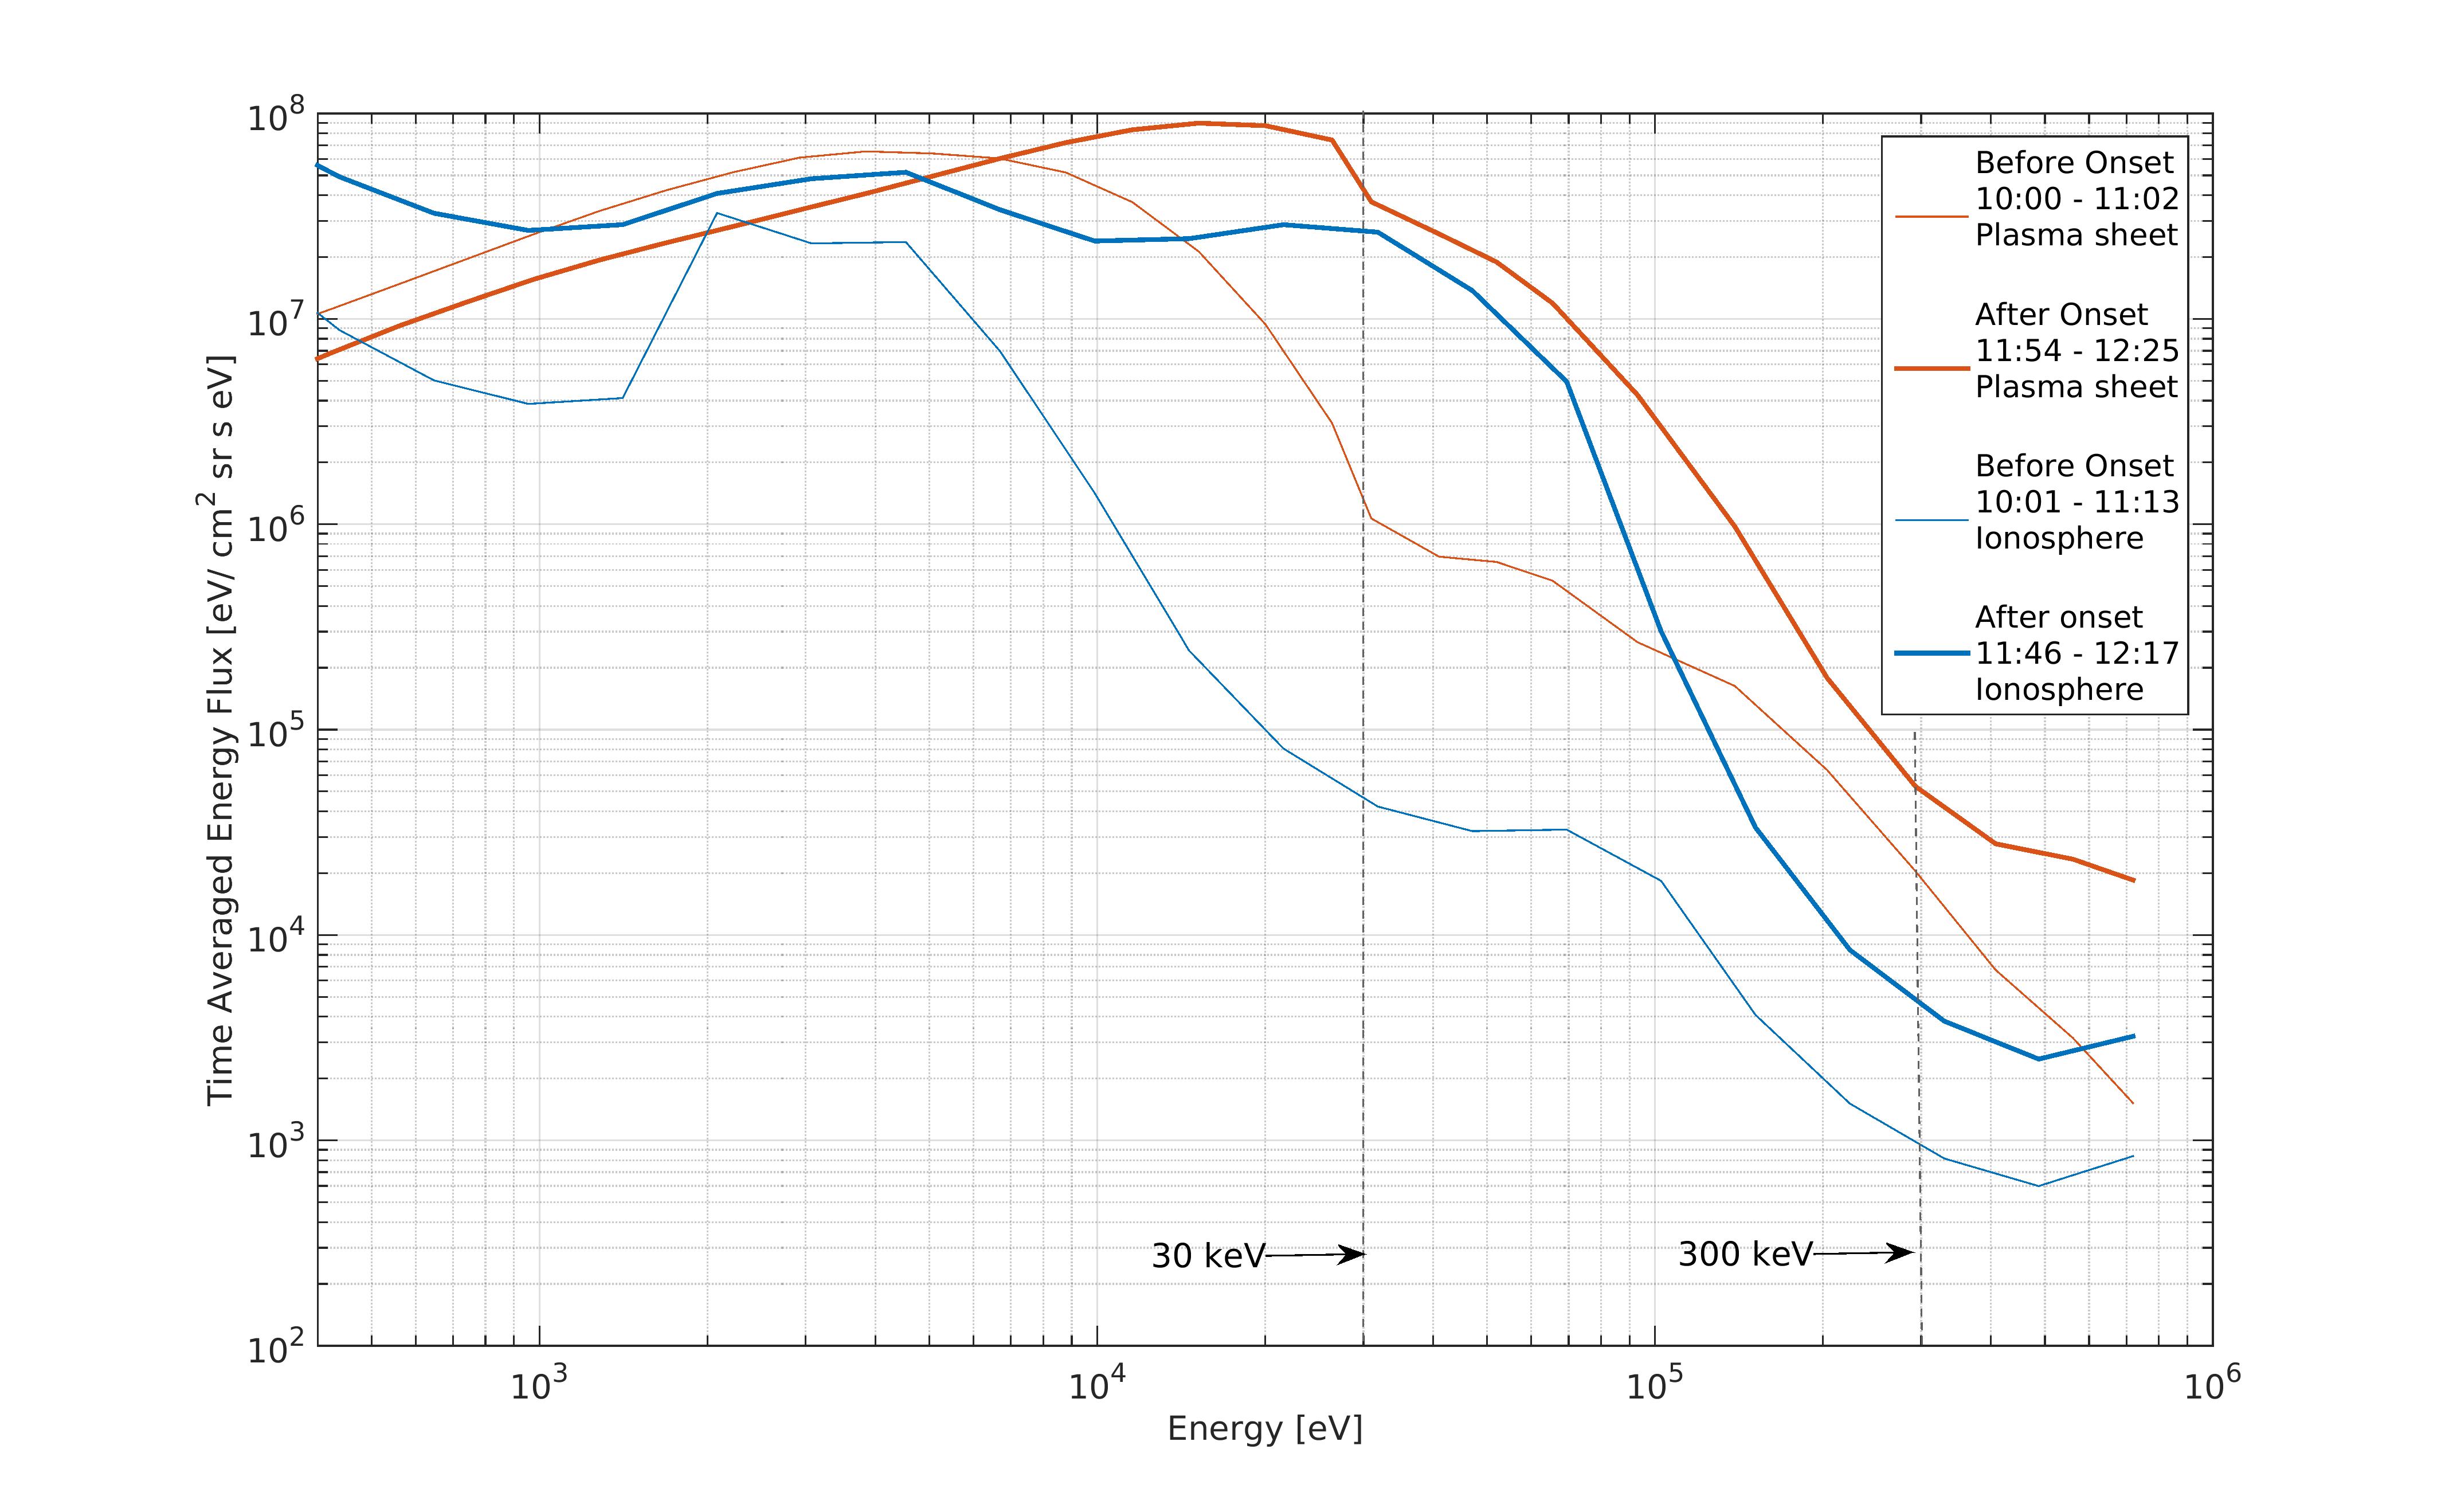 10^8
10^7
10^6
10^5
10^4
10^3
10^2
Time Averaged Energy Flux [eV/ cm^2 sr s eV]
Before Onset
10:00 - 11:02
Plasma sheet
After Onset
11:54 - 12:25
Plasma sheet
Before Onset
10:01 - 11:13
Ionosphere
After onset
11:46 - 12:17
Ionosphere
30 keV
300 keV
10^3
10^4
10^5
10^6
Energy [eV]